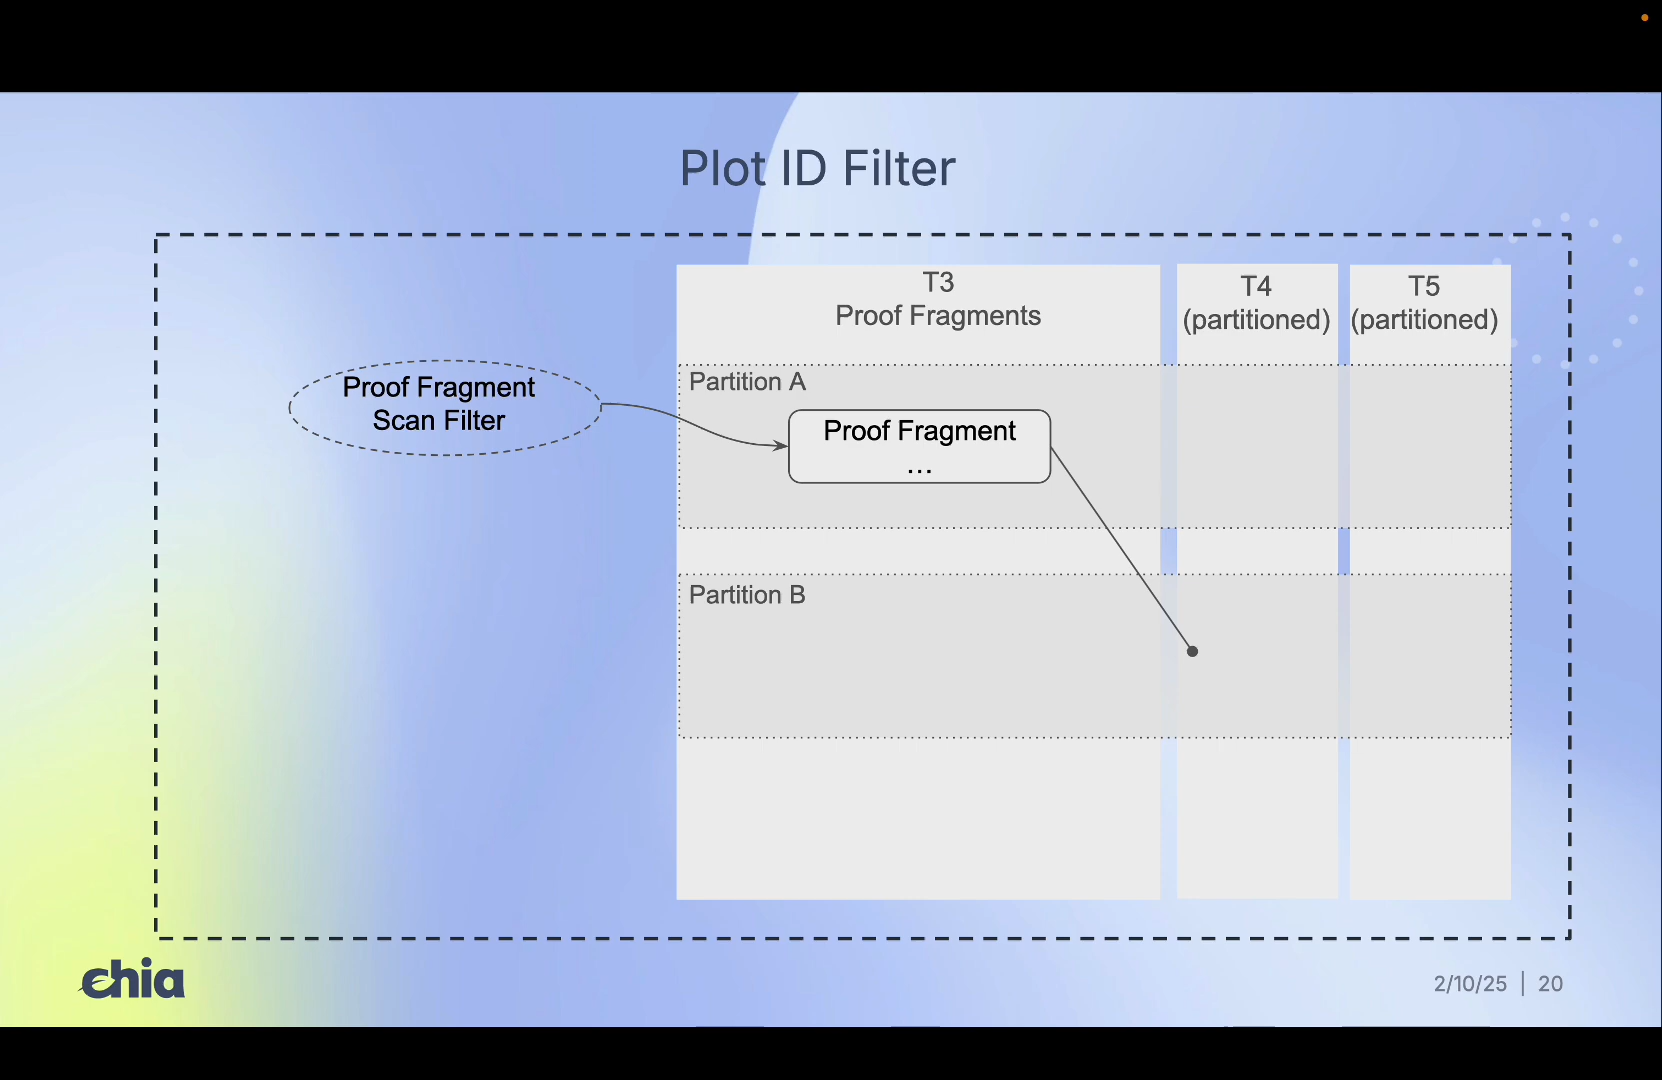 Plot ID Filter
T3
Proof Fragments
T4
(partitioned)
T5
(partitioned)
Proof Fragment
Scan Filter
Partition A
Proof Fragment
...
Partition B
chia
2/10/25 | 20